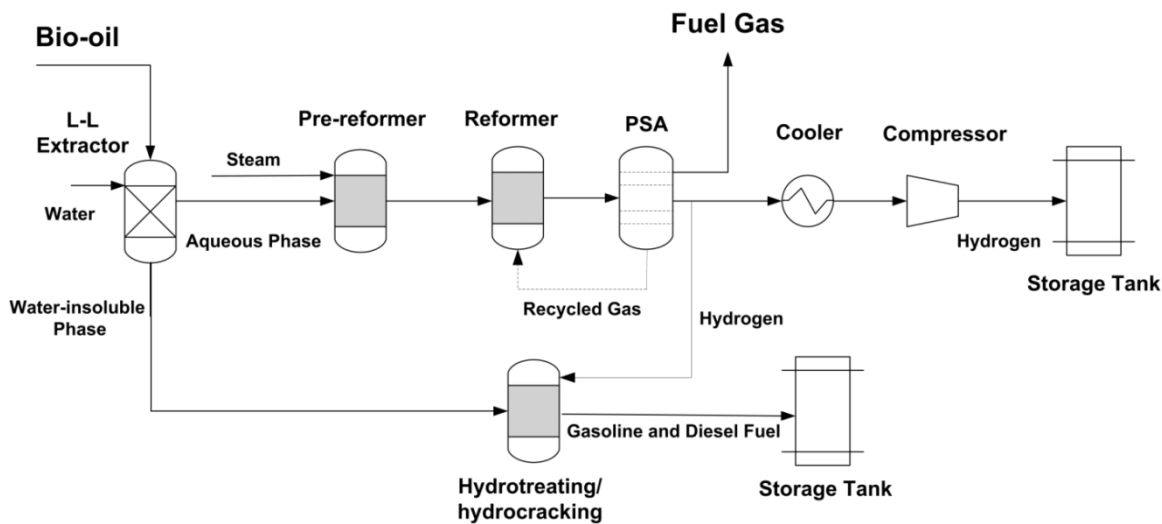 Fuel Gas
Bio-oil
L-L
Extractor
Pre-reformer
Reformer
PSA
Cooler
Compressor
Steam
Water
Aqueous Phase
Hydrogen
Storage Tank
Water-insoluble
Phase
Recycled Gas
Hydrogen
Gasoline and Diesel Fuel
Hydrotreating/
hydrocracking
Storage Tank